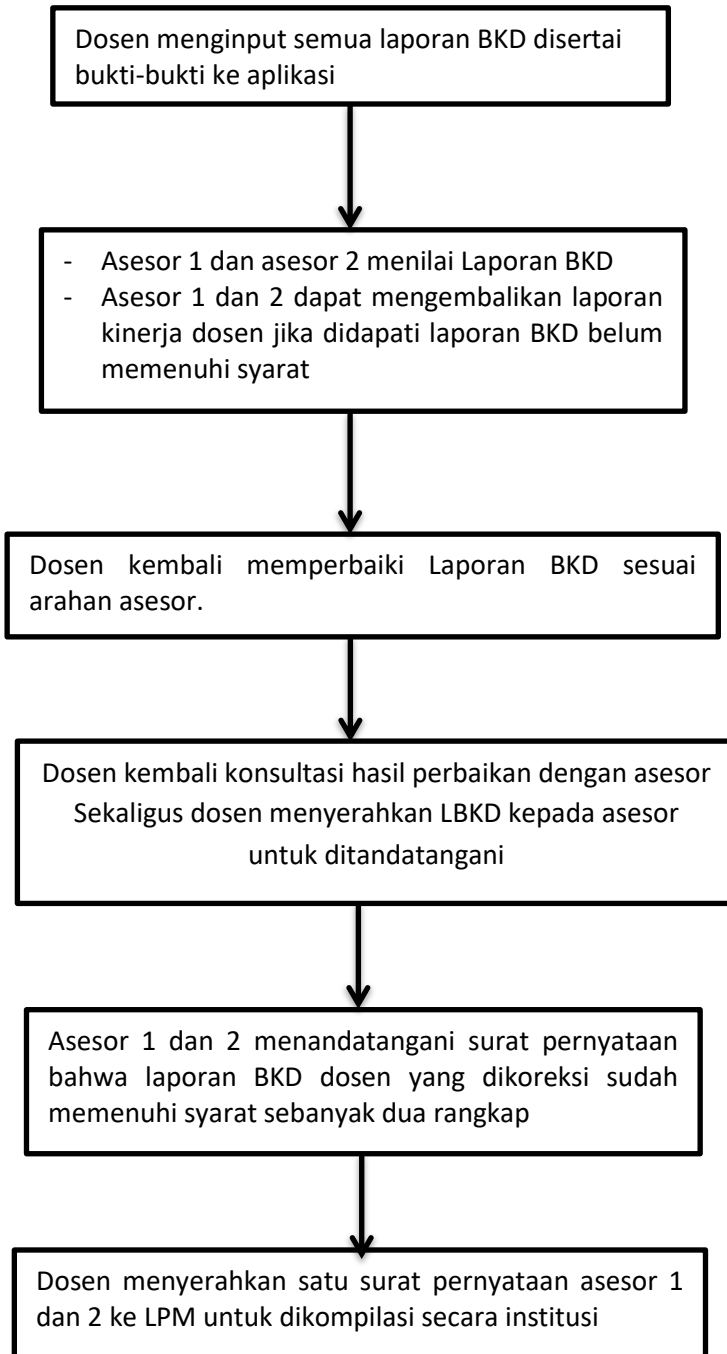 Dosen menginput semua laporan BKD disertai
bukti-bukti ke aplikasi
- Asesor 1 dan asesor 2 menilai Laporan BKD
- Asesor 1 dan 2 dapat mengembalikan laporan
kinerja dosen jika didapati laporan BKD belum
memenuhi syarat
Dosen kembali memperbaiki Laporan BKD sesuai
arahan asesor.
Dosen kembali konsultasi hasil perbaikan dengan asesor
Sekaligus dosen menyerahkan LBKD kepada asesor
untuk ditandatangani
Asesor 1 dan 2 menandatangani surat pernyataan
bahwa laporan BKD dosen yang dikoreksi sudah
memenuhi syarat sebanyak dua rangkap
Dosen menyerahkan satu surat pernyataan asesor 1
dan 2 ke LPM untuk dikompilasi secara institusi